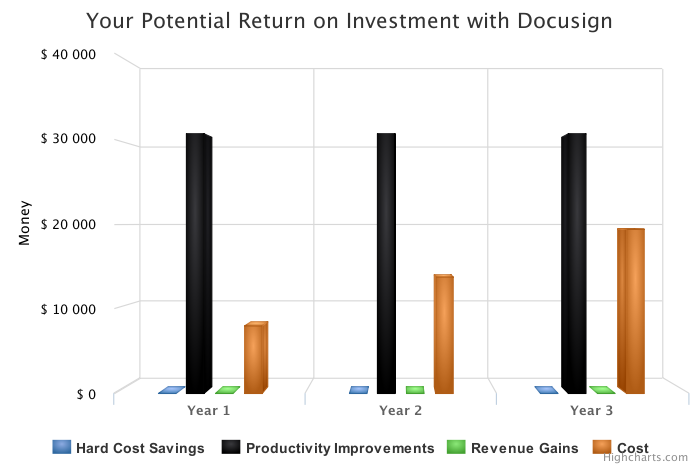 Your Potential Return on Investment with Docusign
$ 40 000
$ 30 000
$ 20 000
$ 10 000
$ 0
Money
Year 1
Year 2
Year 3
Hard Cost Savings
Productivity Improvements
Revenue Gains
Cost
Highcharts.com